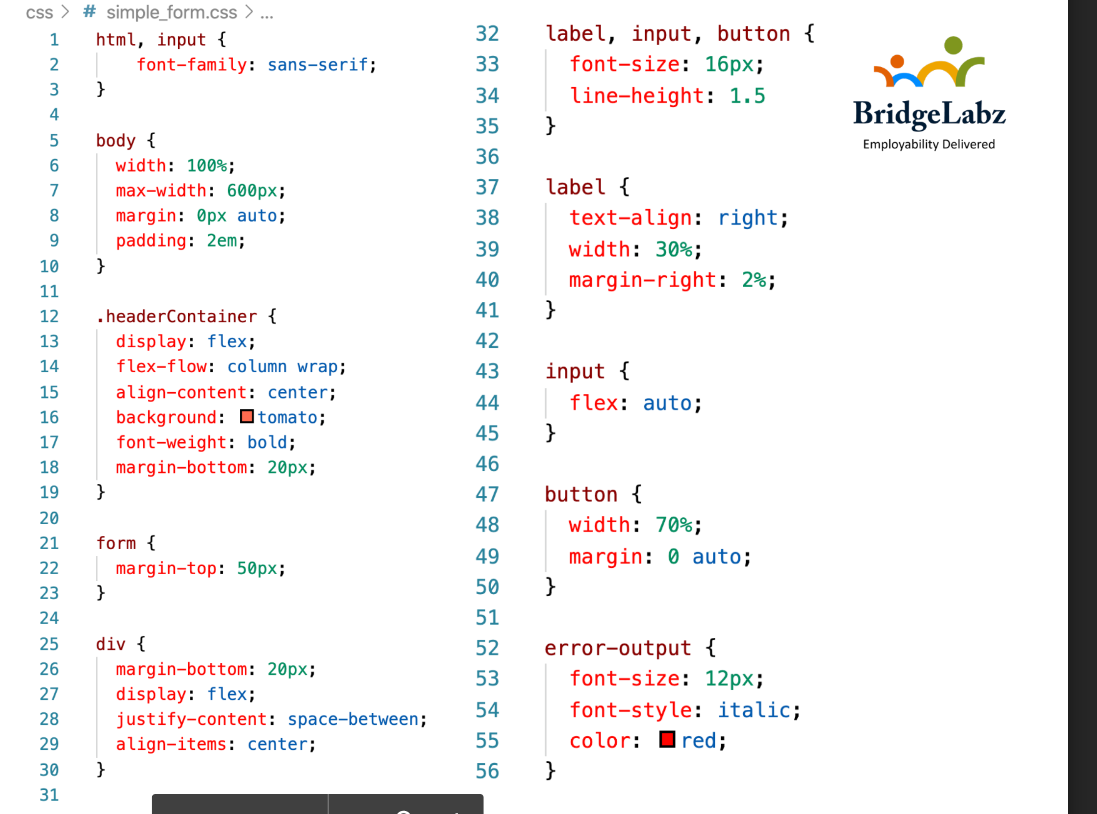 css > # simple_form.css > ...
1 html, input {
2 font-family: sans-serif;
3 }
4
5 body {
6 width: 100%;
7 max-width: 600px;
8 margin: 0px auto;
9 padding: 2em;
10 }
11
12 .headerContainer {
13 display: flex;
14 flex-flow: column wrap;
15 align-content: center;
16 background: tomato;
17 font-weight: bold;
18 margin-bottom: 20px;
19 }
20
21 form {
22 margin-top: 50px;
23 }
24
25 div {
26 margin-bottom: 20px;
27 display: flex;
28 justify-content: space-between;
29 align-items: center;
30 }
31
32 label, input, button {
33 font-size: 16px;
34 line-height: 1.5
35 }
36
37 label {
38 text-align: right;
39 width: 30%;
40 margin-right: 2%;
41 }
42
43 input {
44 flex: auto;
45 }
46
47 button {
48 width: 70%;
49 margin: 0 auto;
50 }
51
52 error-output {
53 font-size: 12px;
54 font-style: italic;
55 color: red;
56 }
BridgeLabz
Employability Delivered